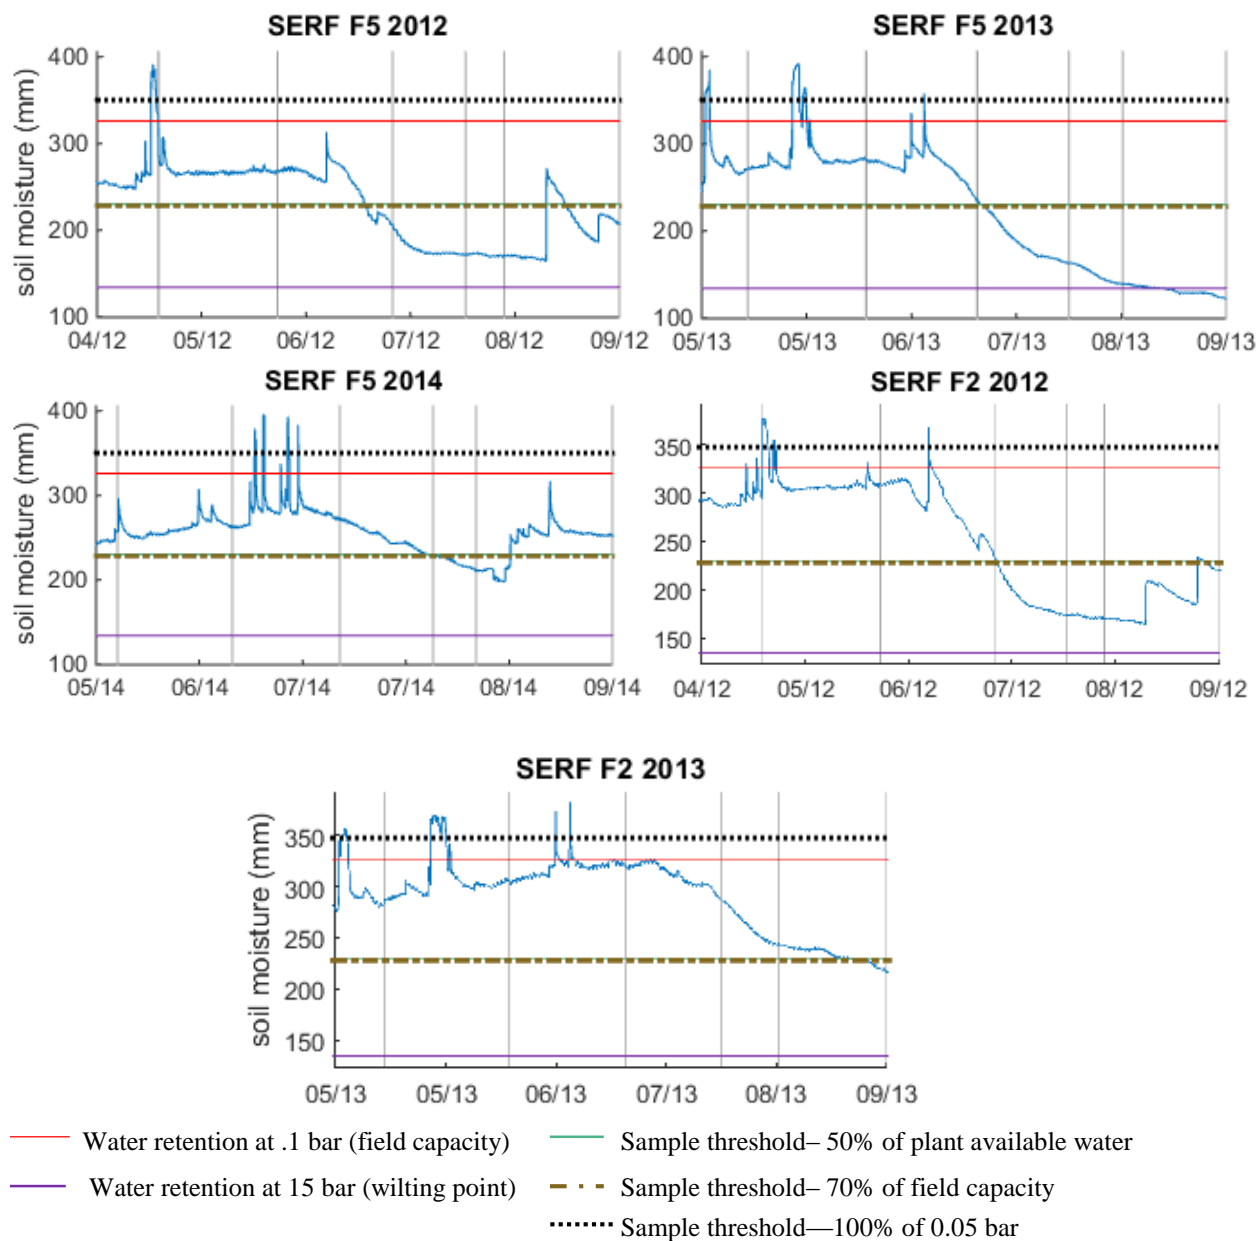 SERF F5 2012
soil moisture (mm)
400
300
200
100
04/12 05/12 06/12 07/12 08/12 09/12
SERF F5 2013
400
300
200
100
05/13 05/13 06/13 07/13 08/13 09/13
SERF F5 2014
soil moisture (mm)
400
300
200
100
05/14 06/14 07/14 07/14 08/14 09/14
SERF F2 2012
350
300
250
200
150
04/12 05/12 06/12 07/12 08/12 09/12
SERF F2 2013
soil moisture (mm)
350
300
250
200
150
05/13 05/13 06/13 07/13 08/13 09/13
Water retention at .1 bar (field capacity)
Sample threshold– 50% of plant available water
Water retention at 15 bar (wilting point)
Sample threshold– 70% of field capacity
Sample threshold—100% of 0.05 bar